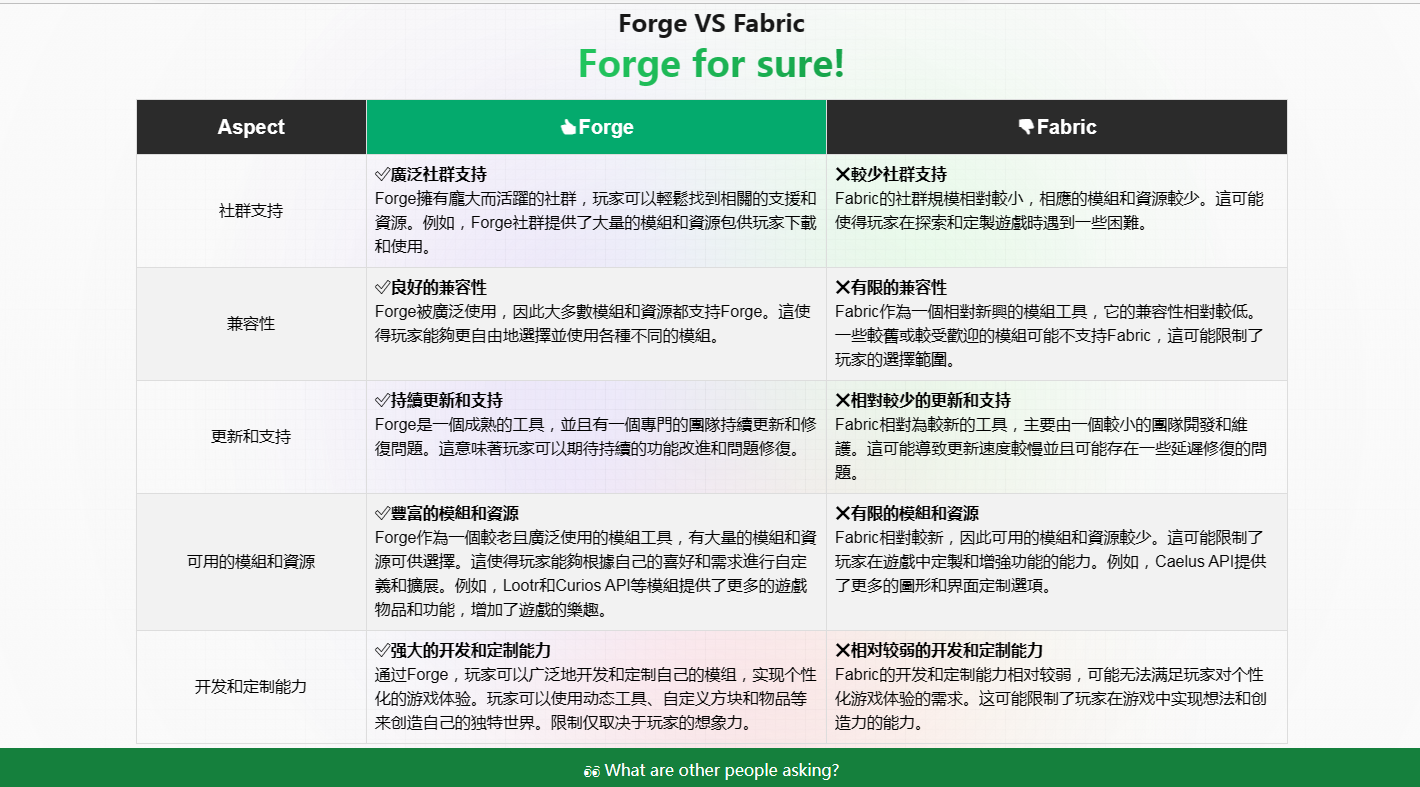 Forge VS Fabric
Forge for sure!
Aspect
👍Forge
👎Fabric
社群支持
✅廣泛社群支持
Forge擁有龐大而活躍的社群，玩家可以輕鬆找到相關的支援和
資源。例如，Forge社群提供了大量的模組和資源包供玩家下載
和使用。
❌較少社群支持
Fabric的社群規模相對較小，相應的模組和資源較少。這可能
使得玩家在探索和定製遊戲時遇到一些困難。
兼容性
✅良好的兼容性
Forge被廣泛使用，因此大多數模組和資源都支持Forge。這使
得玩家能夠更自由地選擇並使用各種不同的模組。
❌有限的兼容性
Fabric作為一個相對新興的模組工具，它的兼容性相對較低。
一些較舊或較受歡迎的模組可能不支持Fabric，這可能限制了
玩家的選擇範圍。
更新和支持
✅持續更新和支持
Forge是一個成熟的工具，並且有一個專門的團隊持續更新和修
復問題。這意味著玩家可以期待持續的功能改進和問題修復。
❌相對較少的更新和支持
Fabric相對為較新的工具，主要由一個較小的團隊開發和維
護。這可能導致更新速度較慢並且可能存在一些延遲修復的問
題。
可用的模組和資源
✅豐富的模組和資源
Forge作為一個較老且廣泛使用的模組工具，有大量的模組和資
源可供選擇。這使得玩家能夠根據自己的喜好和需求進行自定
義和擴展。例如，Lootr和Curios API等模組提供了更多的遊戲
物品和功能，增加了遊戲的樂趣。
❌有限的模組和資源
Fabric相對較新，因此可用的模組和資源較少。這可能限制了
玩家在遊戲中定製和增強功能的能力。例如，Caelus API提供
了更多的圖形和界面定制選項。
开发和定制能力
✅强大的开发和定制能力
通过Forge，玩家可以广泛地开发和定制自己的模组，实现个性
化的游戏体验。玩家可以使用动态工具、自定义方块和物品等
来创造自己的独特世界。限制仅取决于玩家的想象力。
❌相对较弱的开发和定制能力
Fabric的开发和定制能力相对较弱，可能无法满足玩家对个性
化游戏体验的需求。这可能限制了玩家在游戏中实现想法和创
造力的能力。
👀 What are other people asking?